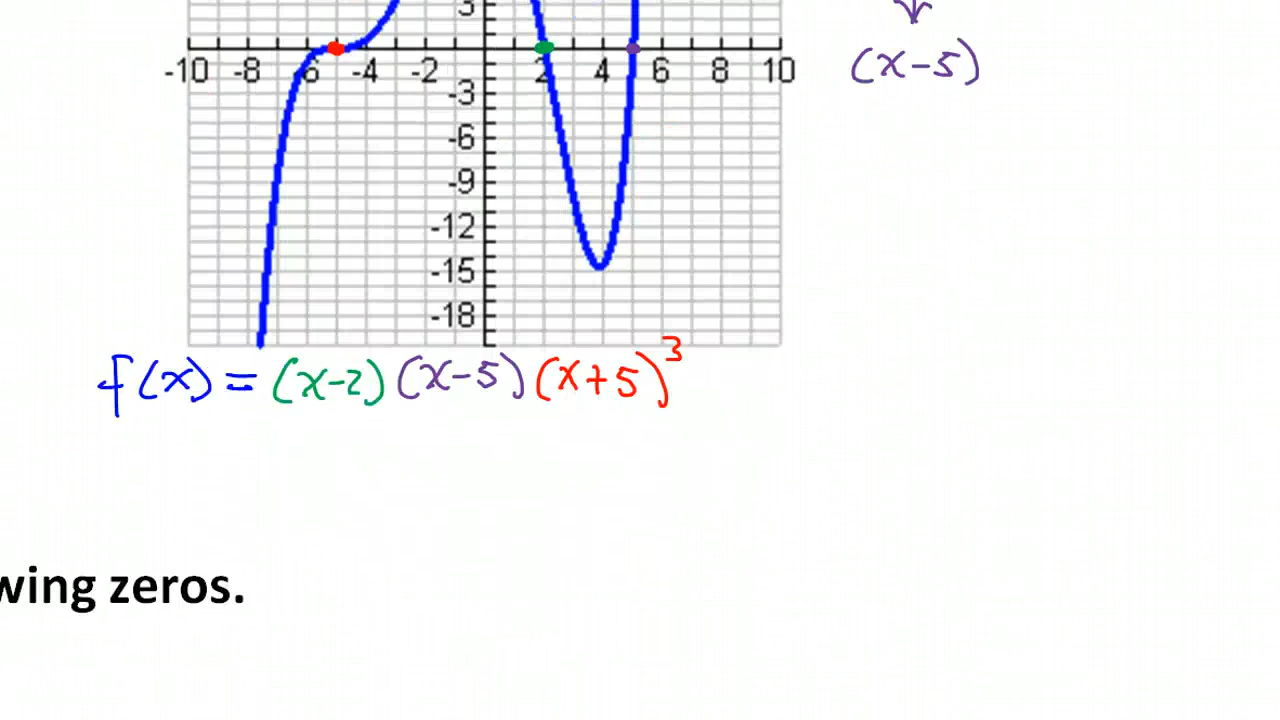 3
-10 -8 -6 -4 -2 2 4 6 8 10
(x-5)
-3
-6
-9
-12
-15
-18
f(x) = (x-2)(x-5)(x+5)³
wing zeros.